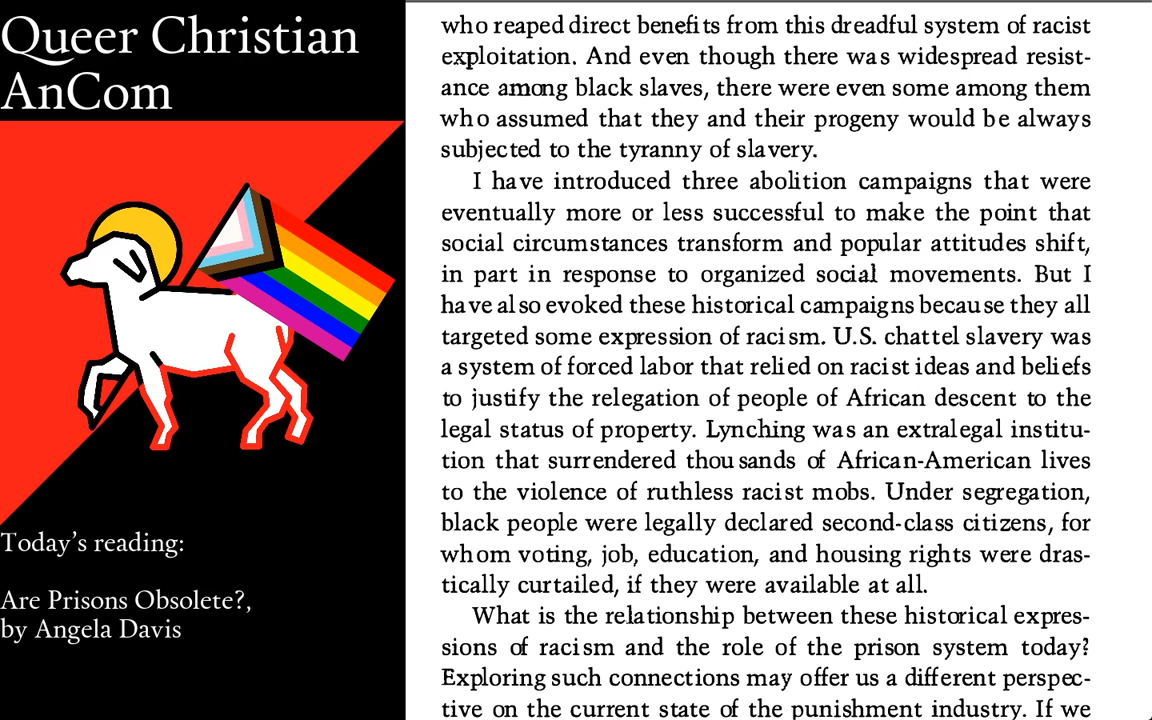 Queer Christian
AnCom
Today's reading:
Are Prisons Obsolete?,
by Angela Davis
who reaped direct benefits from this dreadful system of racist
exploitation. And even though there was widespread resist-
ance among black slaves, there were even some among them
who assumed that they and their progeny would be always
subjected to the tyranny of slavery.
I have introduced three abolition campaigns that were
eventually more or less successful to make the point that
social circumstances transform and popular attitudes shift,
in part in response to organized social movements. But I
have also evoked these historical campaigns because they all
targeted some expression of racism. U.S. chattel slavery was
a system of forced labor that relied on racist ideas and beliefs
to justify the relegation of people of African descent to the
legal status of property. Lynching was an extralegal institu-
tion that surrendered thousands of African-American lives
to the violence of ruthless racist mobs. Under segregation,
black people were legally declared second-class citizens, for
whom voting, job, education, and housing rights were dras-
tically curtailed, if they were available at all.
What is the relationship between these historical expres-
sions of racism and the role of the prison system today?
Exploring such connections may offer us a different perspec-
tive on the current state of the punishment industry. If we